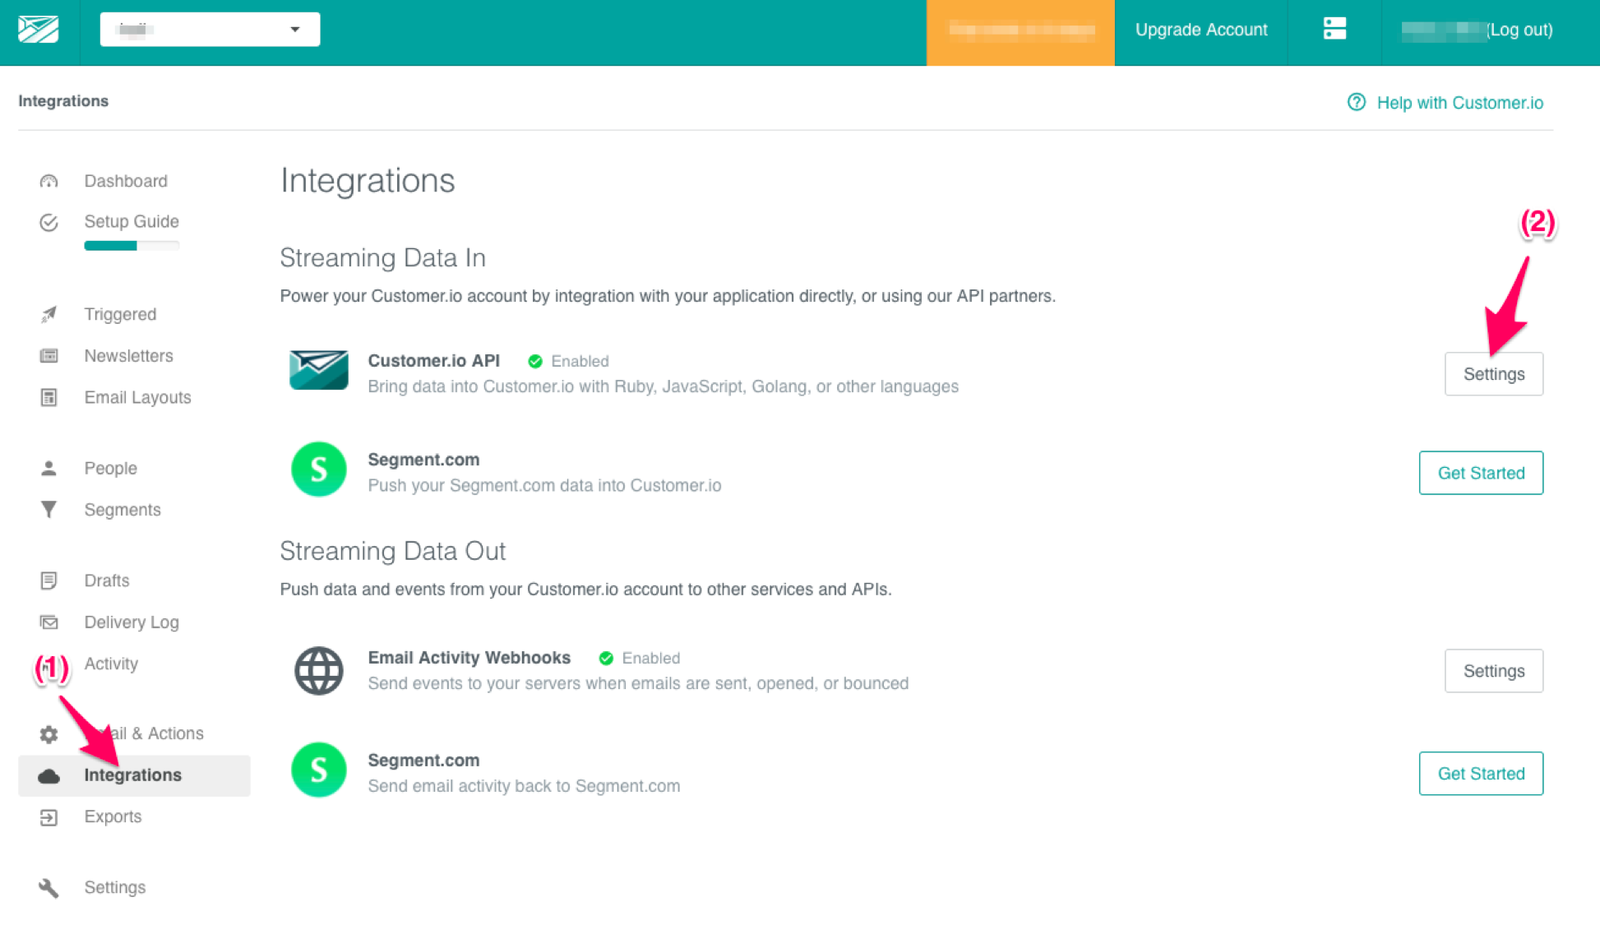 Upgrade Account
(Log out)
Integrations
Help with Customer.io
Dashboard
Setup Guide
Triggered
Newsletters
Email Layouts
People
Segments
Drafts
Delivery Log
(1)
Activity
& Actions
Integrations
Exports
Settings
Integrations
Streaming Data In
Power your Customer.io account by integration with your application directly, or using our API partners.
(2)
Customer.io API Enabled
Bring data into Customer.io with Ruby, JavaScript, Golang, or other languages
Settings
S
Segment.com
Push your Segment.com data into Customer.io
Get Started
Streaming Data Out
Push data and events from your Customer.io account to other services and APIs.
Email Activity Webhooks Enabled
Send events to your servers when emails are sent, opened, or bounced
Settings
S
Segment.com
Send email activity back to Segment.com
Get Started